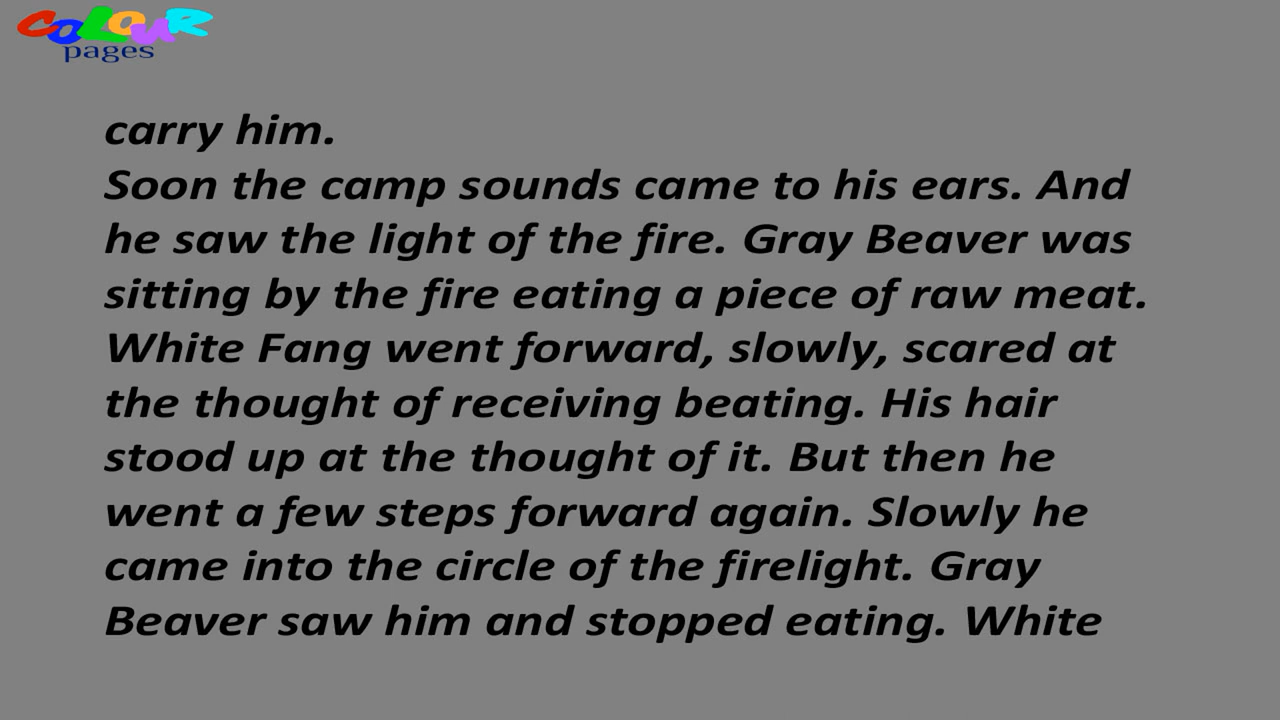 COLOUR
pages
carry him.
Soon the camp sounds came to his ears. And
he saw the light of the fire. Gray Beaver was
sitting by the fire eating a piece of raw meat.
White Fang went forward, slowly, scared at
the thought of receiving beating. His hair
stood up at the thought of it. But then he
went a few steps forward again. Slowly he
came into the circle of the firelight. Gray
Beaver saw him and stopped eating. White